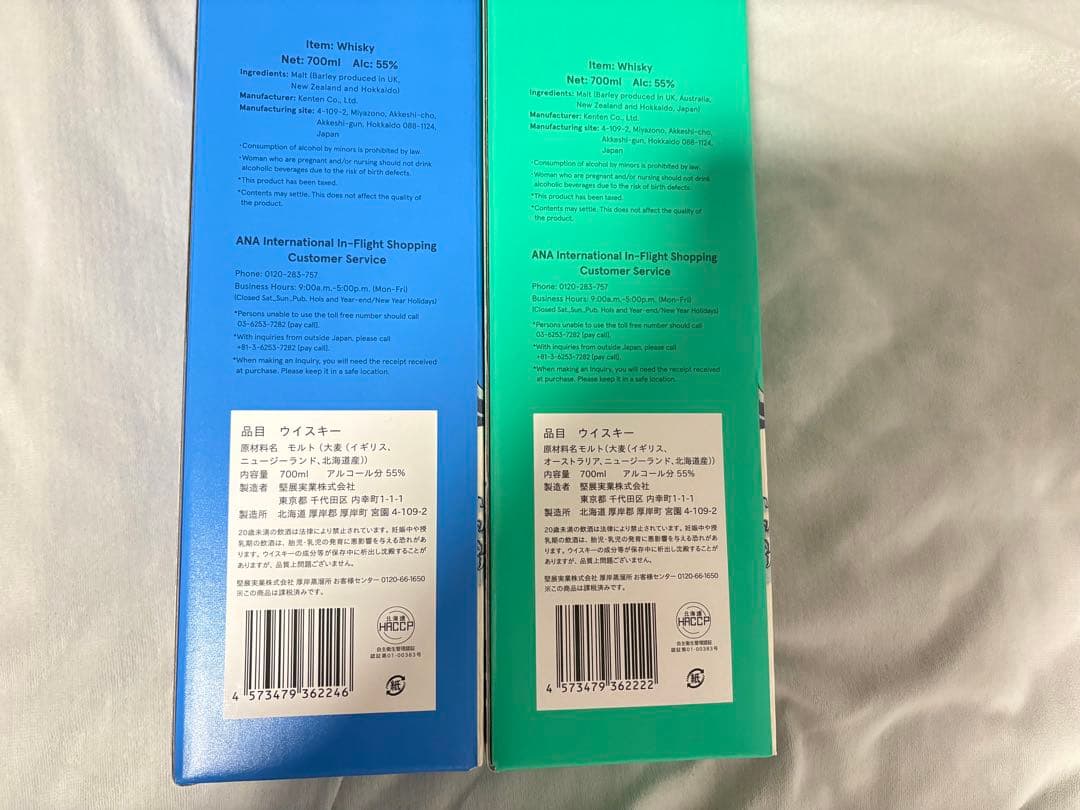 Item: Whisky
Net: 700ml Alc: 55%
Ingredients: Malt (Barley produced in UK,
New Zealand and Hokkaido)
Manufacturer: Kenten Co., Ltd.
Manufacturing site: 4-109-2, Miyazono, Akkeshi-cho,
Akkeshi-gun, Hokkaido 088-1124,
Japan
・Consumption of alcohol by minors is prohibited by law.
・Woman who are pregnant and/or nursing should not drink
alcoholic beverages due to the risk of birth defects.
*This product has been taxed.
*Contents may settle. This does not affect the quality of
the product.
ANA International In-Flight Shopping
Customer Service
Phone: 0120-283-757
Business Hours: 9:00a.m.-5:00p.m. (Mon-Fri)
(Closed Sat.,Sun.,Pub. Hols and Year-end/New Year Holidays)
*Persons unable to use the toll free number should call
03-6253-7282 (pay call).
*With inquiries from outside Japan, please call
+81-3-6253-7282 (pay call).
*When making an Inquiry, you will need the receipt received
at purchase. Please keep it in a safe location.
品目 ウイスキー
原材料名 モルト (大麦 (イギリス、
ニュージーランド、北海道産))
内容量 700ml アルコール分 55%
製造者 堅展実業株式会社
東京都 千代田区 内幸町1-1-1
製造所 北海道 厚岸郡 厚岸町 宮園 4-109-2
20歳未満の飲酒は法律により禁止されています。妊娠中や授
乳期の飲酒は、胎児・乳児の発育に悪影響を与える恐れがあ
ります。ウイスキーの成分等が保存中に析出し沈殿することが
ありますが、品質上問題ございません。
堅展実業株式会社 厚岸蒸溜所 お客様センター 0120-66-1650
※この商品は課税済みです。
4 573479 362246
北海道
HACCP
自主衛生管理認証
認証第01-00383号
紙
Item: Whisky
Net: 700ml Alc: 55%
Ingredients: Malt (Barley produced in UK, Australia,
New Zealand and Hokkaido, Japan)
Manufacturer: Kenten Co., Ltd.
Manufacturing site: 4-109-2, Miyazono, Akkeshi-cho,
Akkeshi-gun, Hokkaido 088-1124,
Japan
・Consumption of alcohol by minors is prohibited by law.
・Woman who are pregnant and/or nursing should not drink
alcoholic beverages due to the risk of birth defects.
*This product has been taxed.
*Contents may settle. This does not affect the quality of
the product.
ANA International In-Flight Shopping
Customer Service
Phone: 0120-283-757
Business Hours: 9:00a.m.-5:00p.m. (Mon-Fri)
(Closed Sat.,Sun.,Pub. Hols and Year-end/New Year Holidays)
*Persons unable to use the toll free number should call
03-6253-7282 (pay call).
*With inquiries from outside Japan, please call
+81-3-6253-7282 (pay call).
*When making an Inquiry, you will need the receipt received
at purchase. Please keep it in a safe location.
品目 ウイスキー
原材料名 モルト(大麦(イギリス、
オーストラリア、ニュージーランド、北海道産))
内容量 700ml アルコール分 55%
製造者 堅展実業株式会社
東京都 千代田区 内幸町1-1-1
製造所 北海道 厚岸郡 厚岸町 宮園 4-109-2
20歳未満の飲酒は法律により禁止されています。妊娠中や授
乳期の飲酒は、胎児・乳児の発育に悪影響を与える恐れがあ
ります。ウイスキーの成分等が保存中に析出し沈殿することが
ありますが、品質上問題ございません。
堅展実業株式会社 厚岸蒸溜所 お客様センター 0120-66-1650
※この商品は課税済みです。
4 573479 362222
北海道
HACCP
自主衛生管理認証
認証第01-00383号
紙